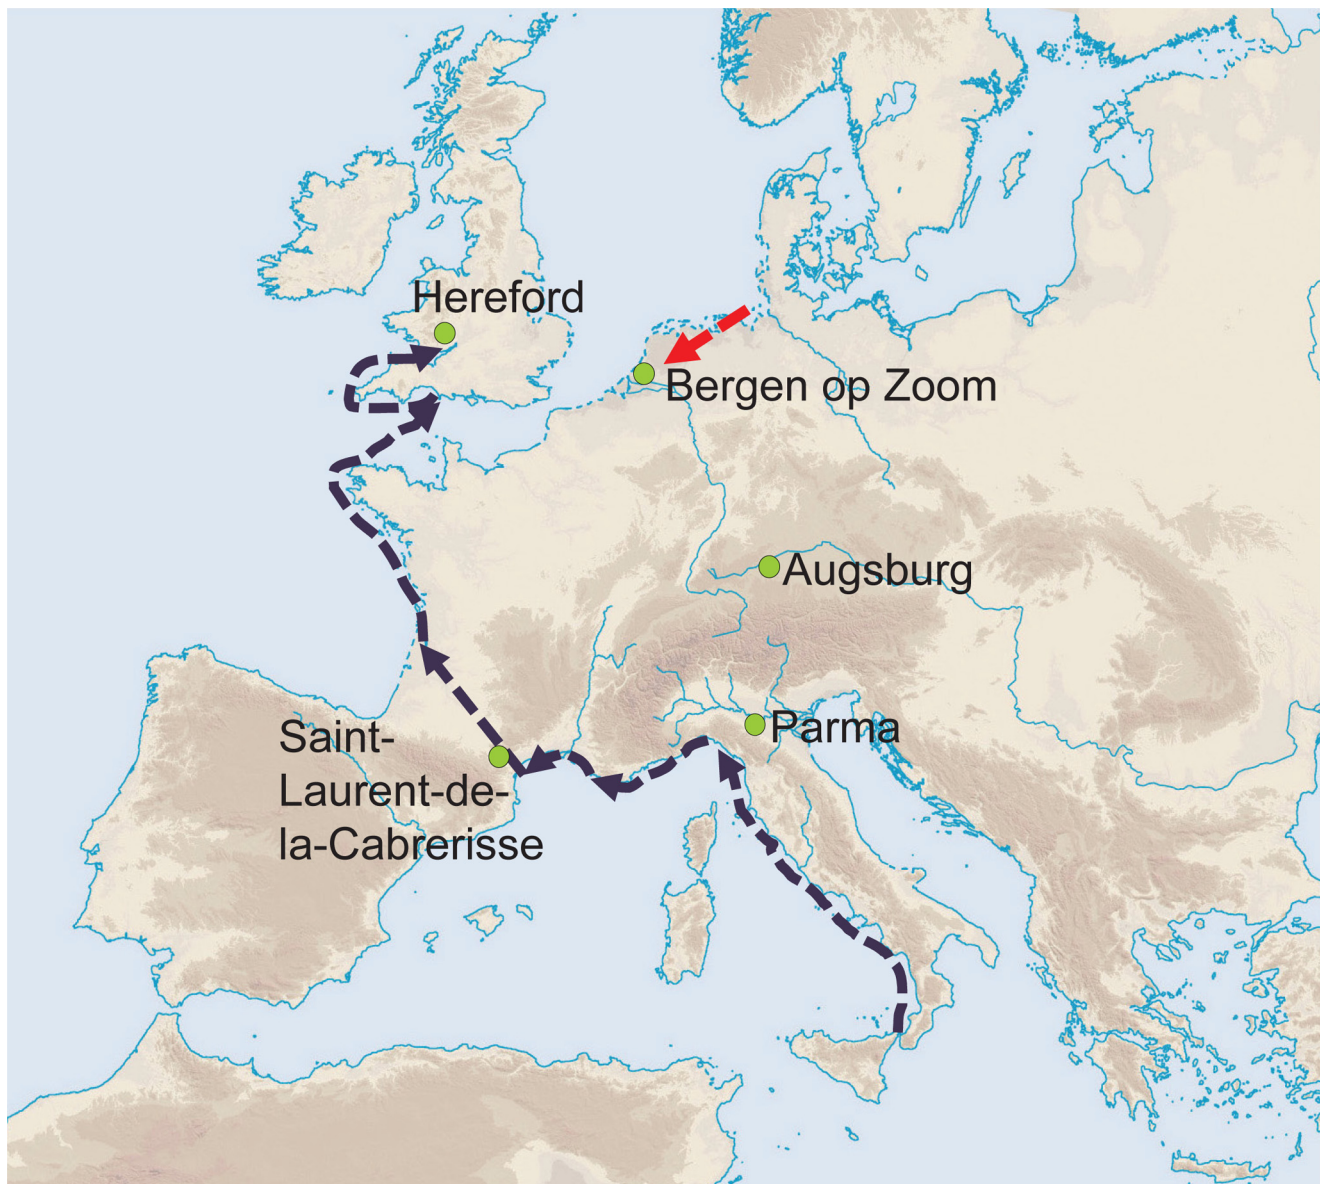 Hereford
Bergen op Zoom
Augsburg
Parma
Saint-
Laurent-de-
la-Cabrerisse